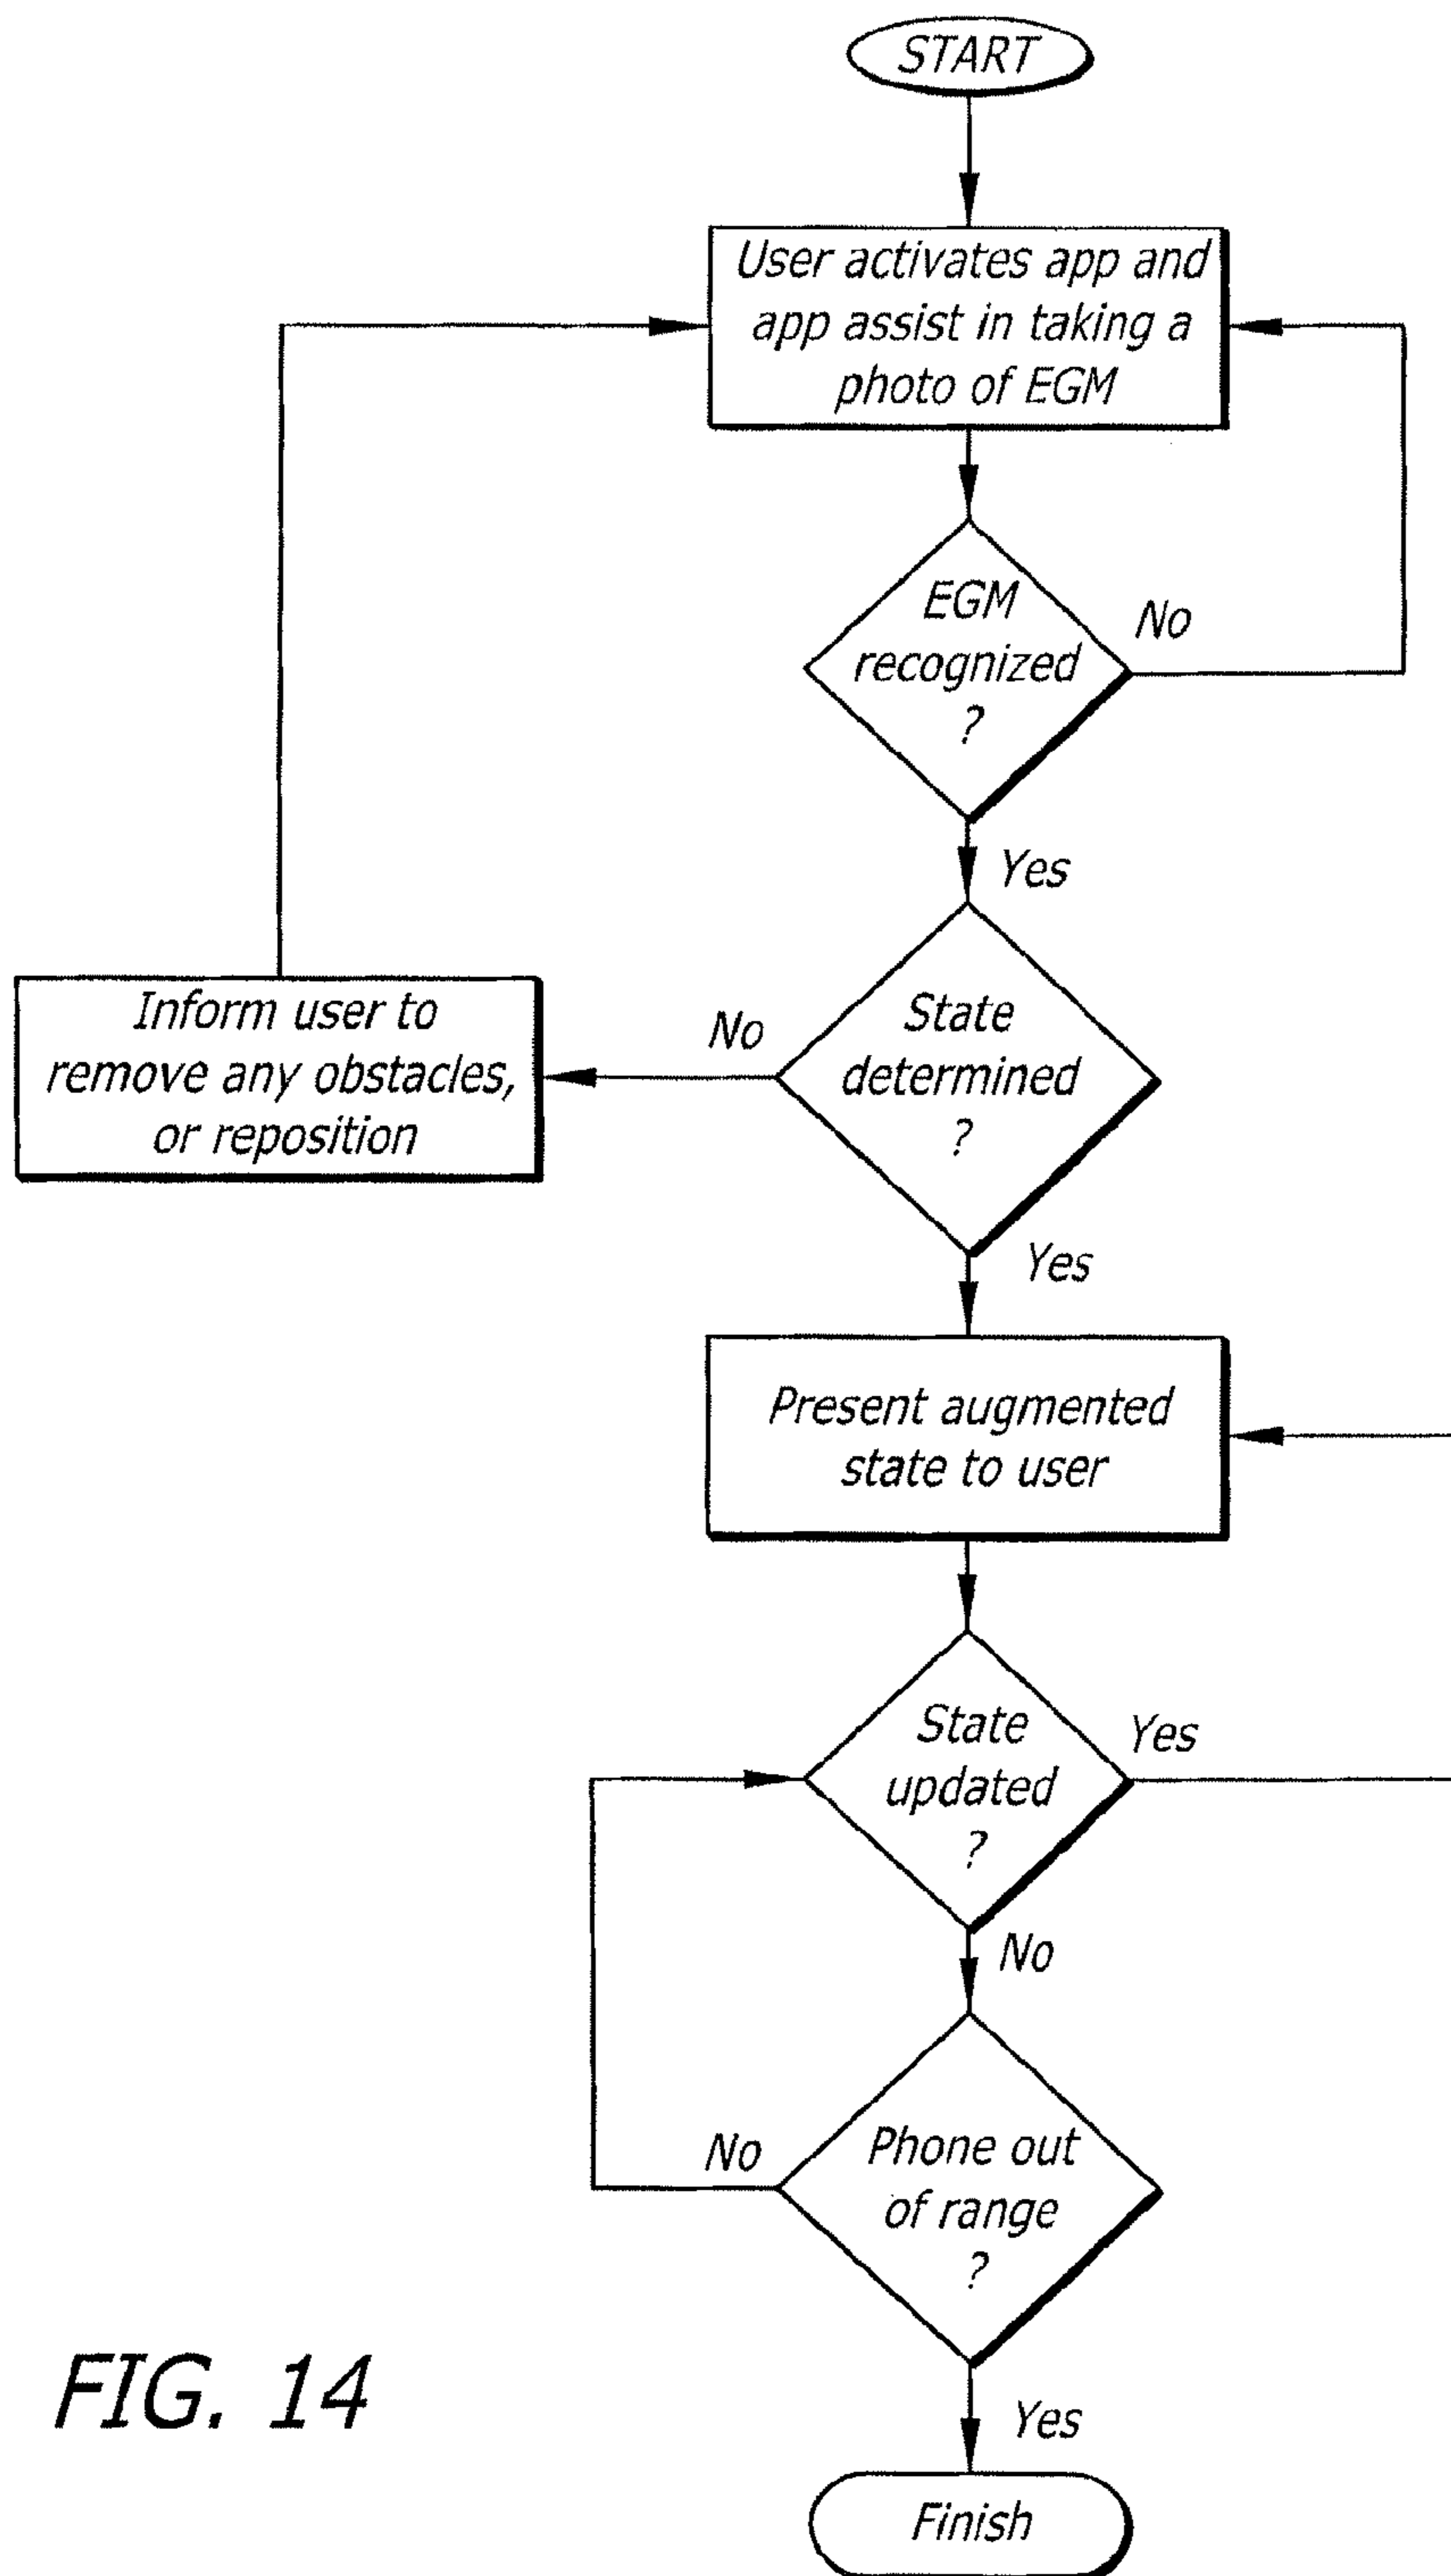 START
User activates app and
app assist in taking a
photo of EGM
EGM
recognized
?
No
Yes
State
determined
?
No
Inform user to
remove any obstacles,
or reposition
Yes
Present augmented
state to user
State
updated
?
Yes
No
Phone out
of range
?
No
Yes
Finish
FIG. 14